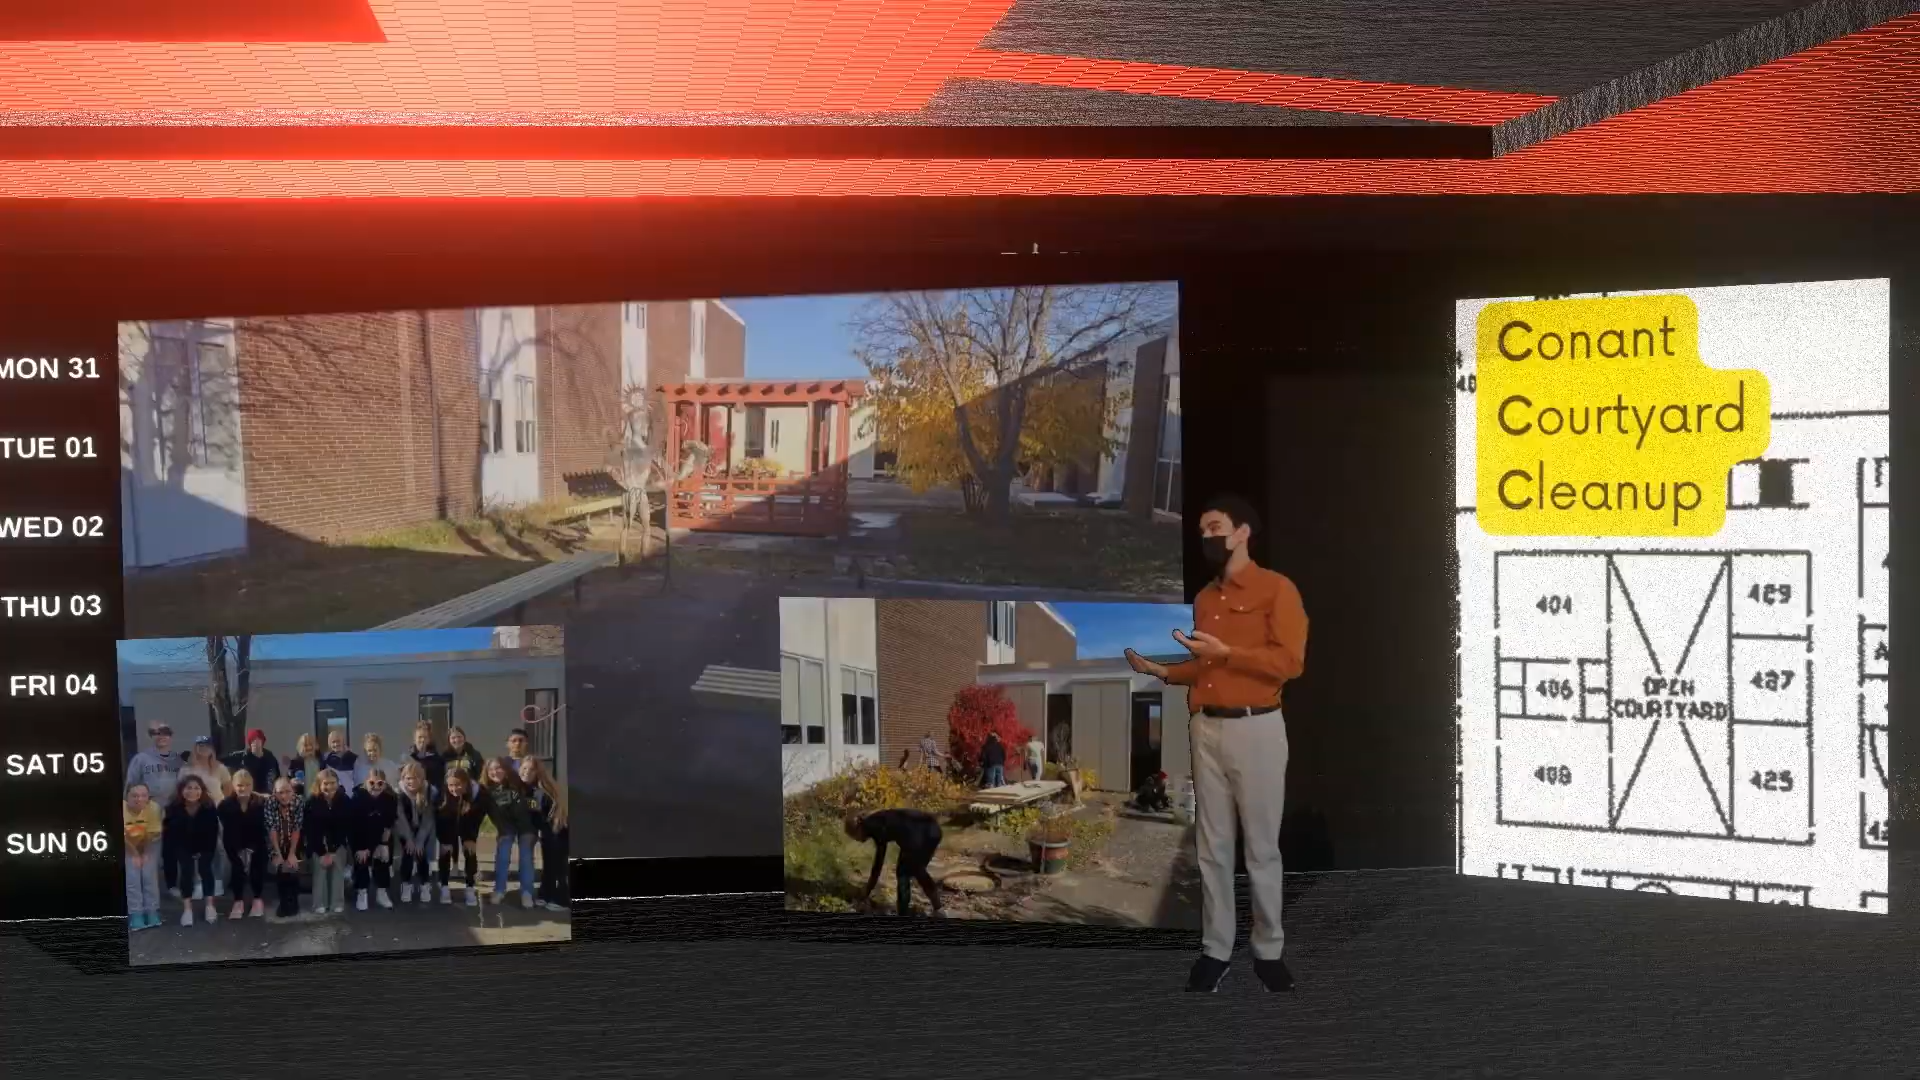 MON 31
TUE 01
WED 02
THU 03
FRI 04
SAT 05
SUN 06
Conant
Courtyard
Cleanup
404
429
406
OPEN
COURTYARD
427
408
425